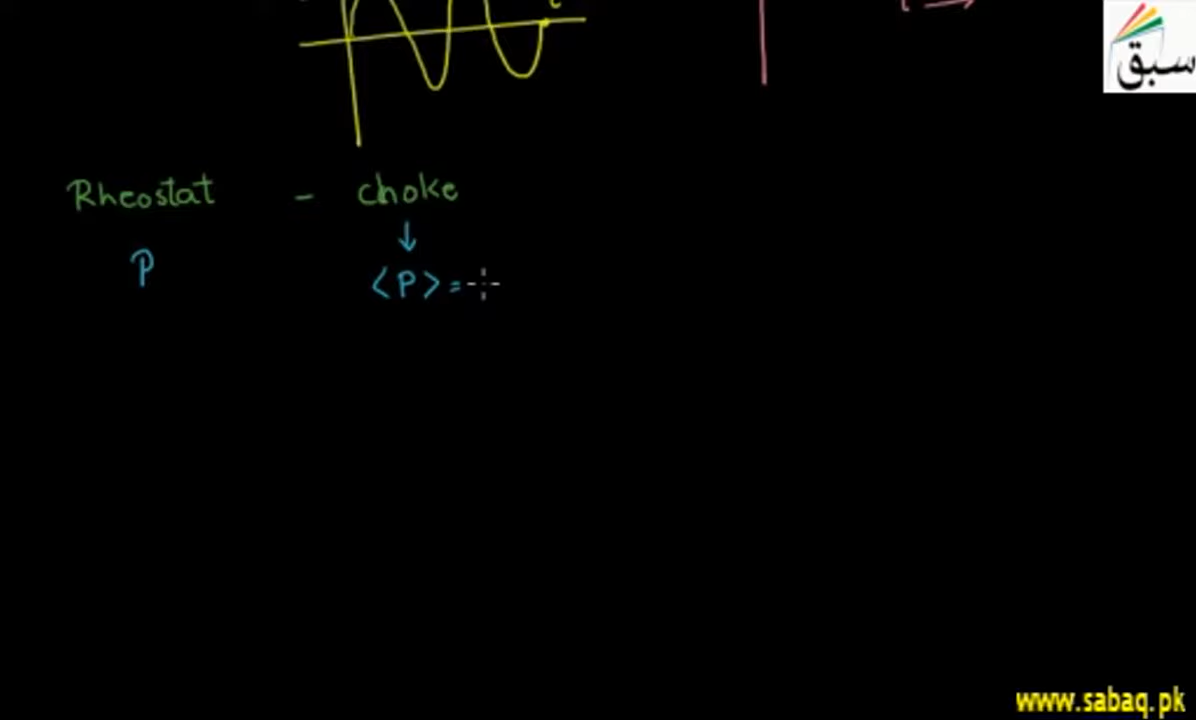 t
سبق
Rheostat - choke
↓
P <P> =
www.sabaq.pk